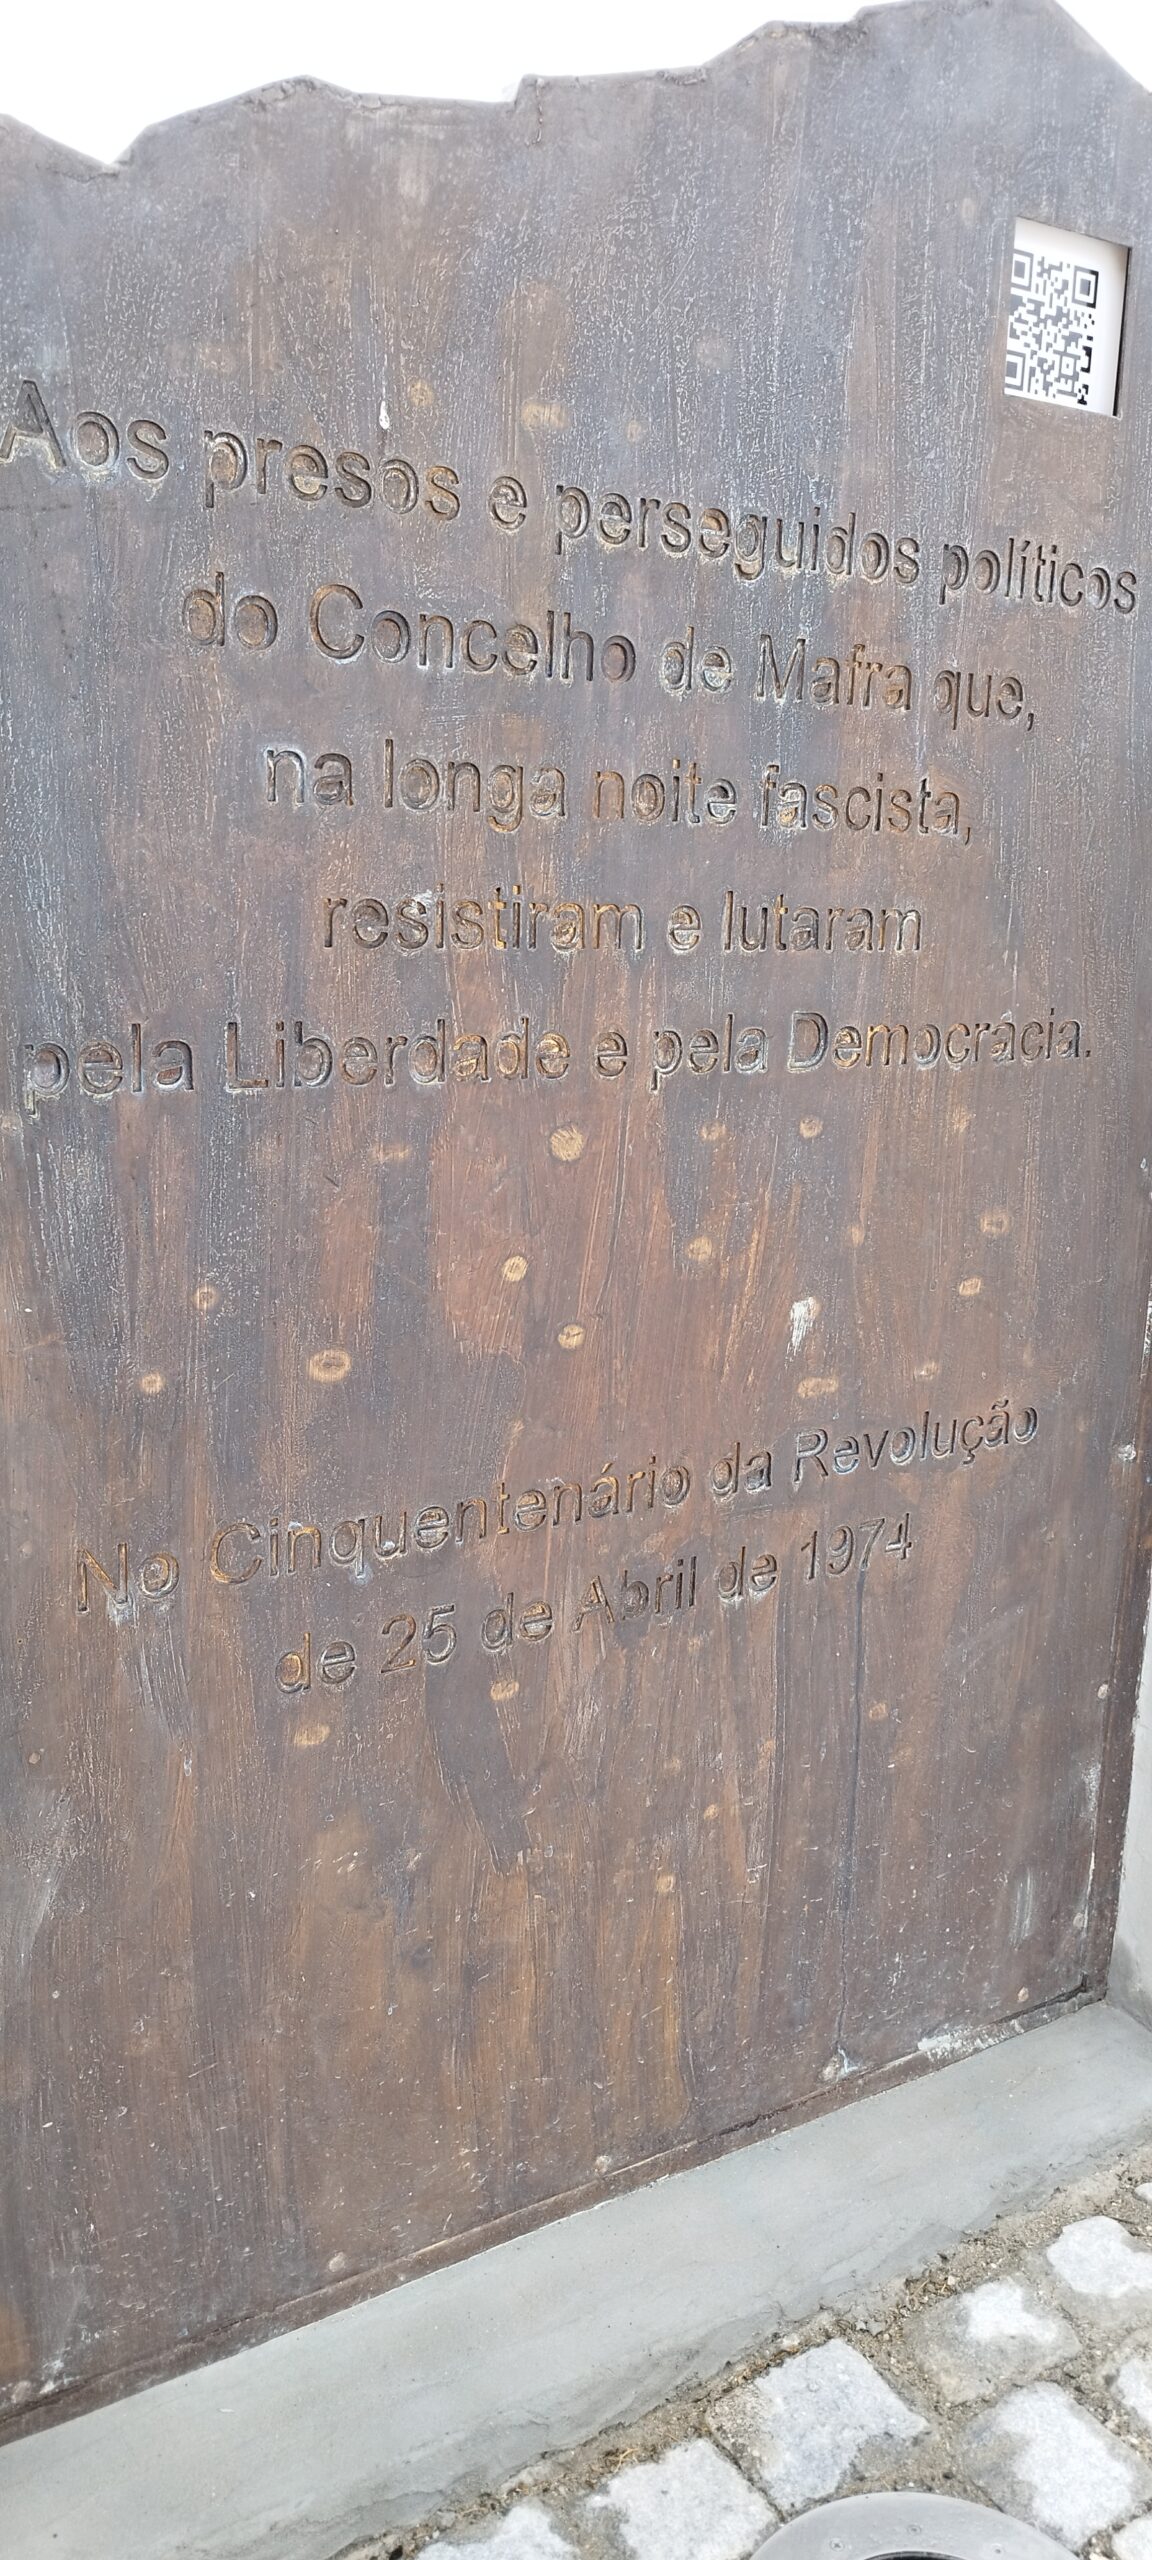 Aos presos e perseguidos políticos
do Concelho de Mafra que,
na longa noite fascista,
resistiram e lutaram
pela Liberdade e pela Democracia.
No Cinquentenário da Revolução
de 25 de Abril de 1974